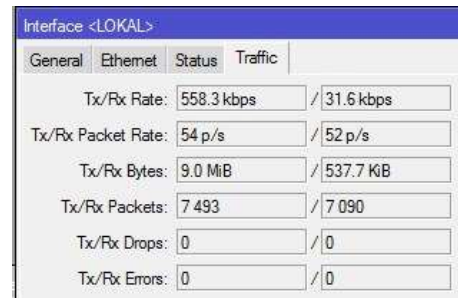 Interface <LOKAL>
General Ethernet Status Traffic
Tx/Rx Rate: 558.3 kbps / 31.6 kbps
Tx/Rx Packet Rate: 54 p/s / 52 p/s
Tx/Rx Bytes: 9.0 MiB / 537.7 KiB
Tx/Rx Packets: 7 493 / 7 090
Tx/Rx Drops: 0 / 0
Tx/Rx Errors: 0 / 0